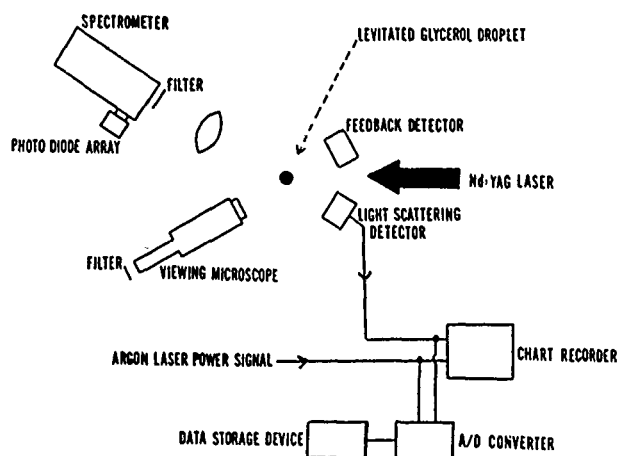 SPECTROMETER
LEVITATED GLYCEROL DROPLET
FILTER
PHOTO DIODE ARRAY
FEEDBACK DETECTOR
Nd:YAG LASER
LIGHT SCATTERING
DETECTOR
FILTER
VIEWING MICROSCOPE
ARGON LASER POWER SIGNAL
CHART RECORDER
DATA STORAGE DEVICE
A/D CONVERTER